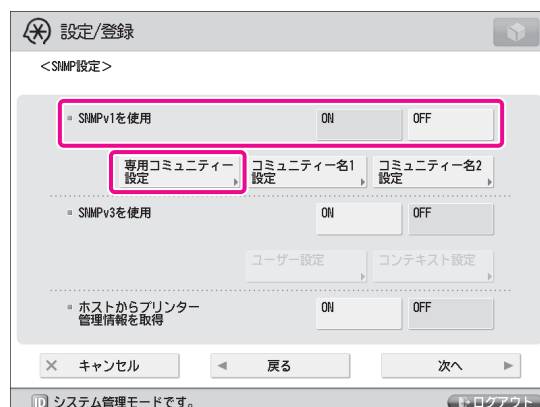 設定/登録
<SNMP設定>
SNMPv1を使用 ON OFF
専用コミュニティー設定 コミュニティー名1設定 コミュニティー名2設定
SNMPv3を使用 ON OFF
ユーザー設定 コンテキスト設定
ホストからプリンター管理情報を取得 ON OFF
キャンセル 戻る 次へ
ID システム管理モードです。 ログアウト